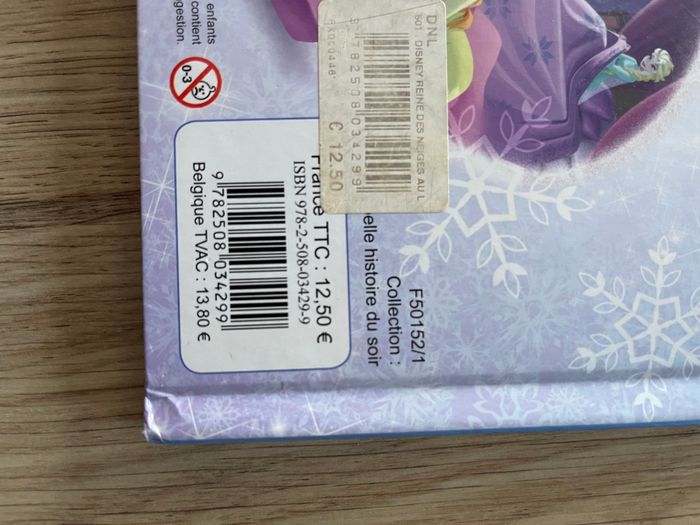 enfants
contient
gestion.
0-3
DNL
501 : DISNEY REINE DES NEIGES AU L
9 782508 034299
€ 12.50
F50152/1
Collection :
elle histoire du soir
France TTC : 12,50 €
ISBN 978-2-508-03429-9
9 782508 034299
Belgique TVAC : 13,80 €